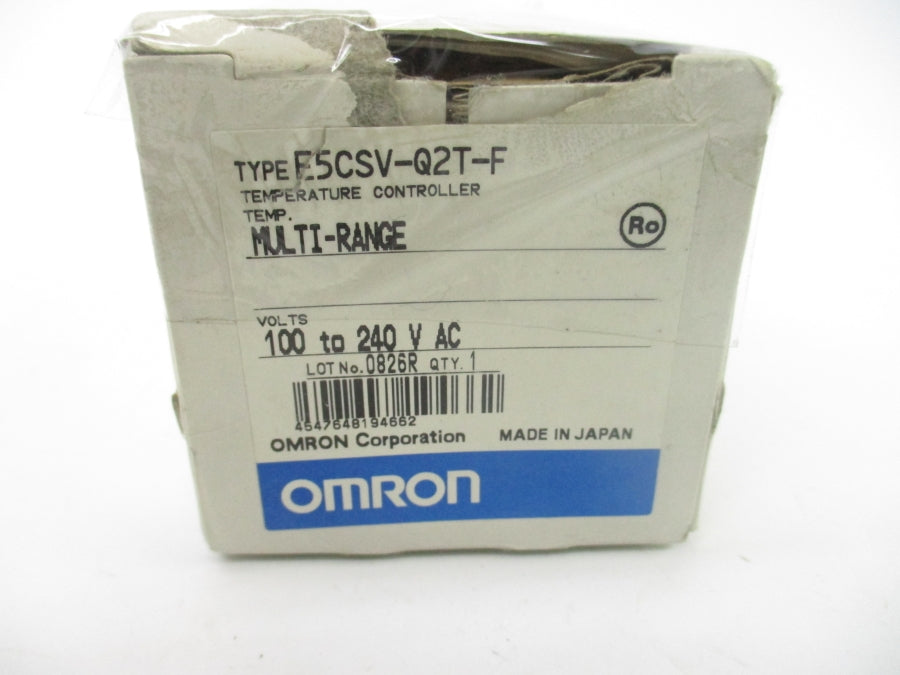 TYPE E5CSV-Q2T-F
TEMPERATURE CONTROLLER
TEMP.
MULTI-RANGE
Ro
VOLTS
100 to 240 V AC
LOT No. 0826R QTY. 1
4547648194662
OMRON Corporation MADE IN JAPAN
OMRON